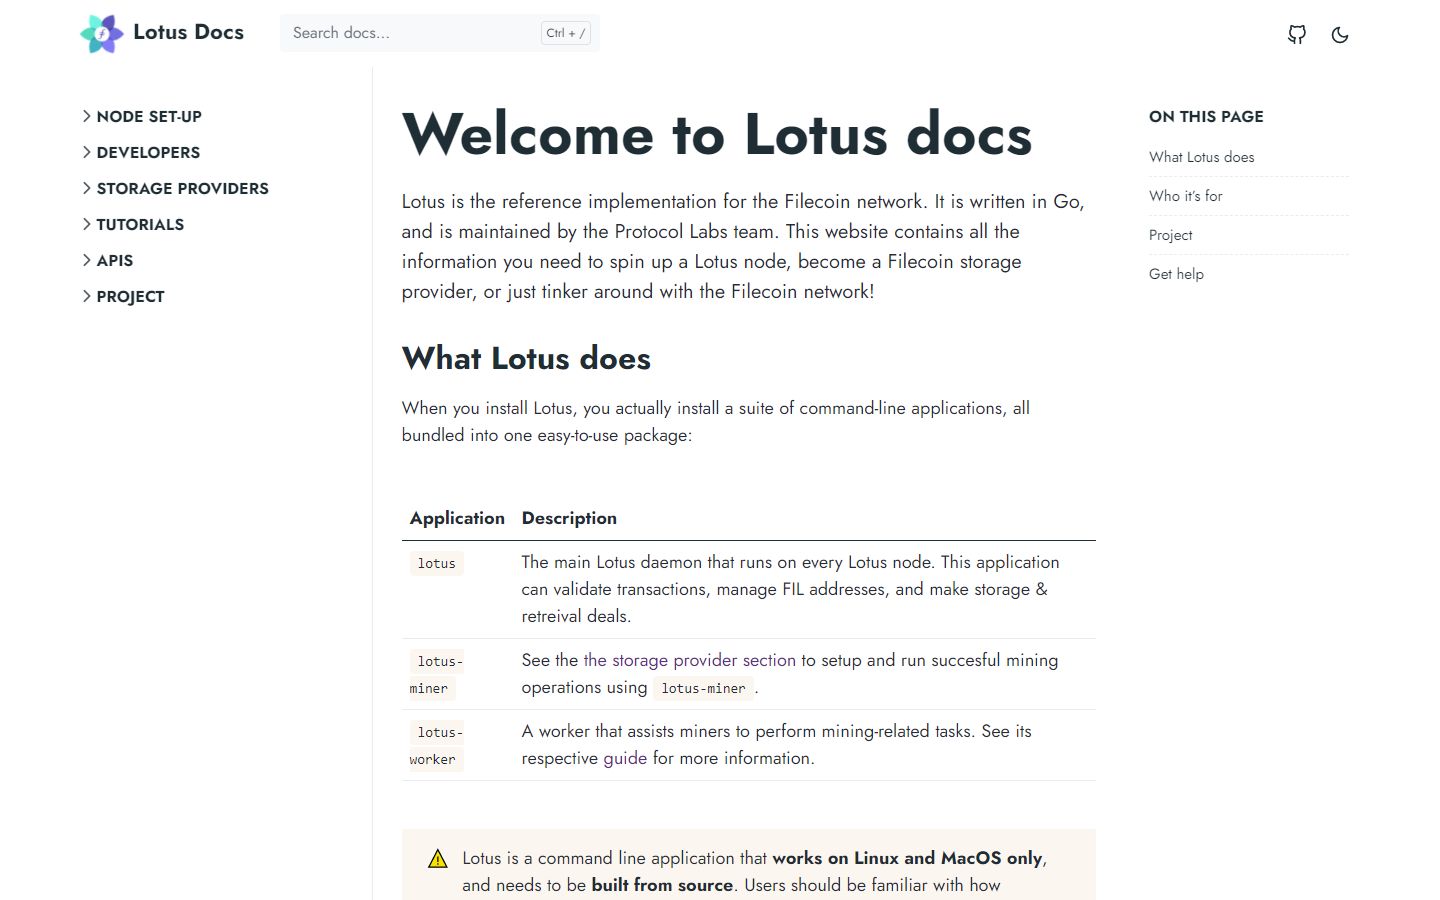 Lotus Docs
Search docs...
Ctrl + /
NODE SET-UP
DEVELOPERS
STORAGE PROVIDERS
TUTORIALS
APIS
PROJECT
Welcome to Lotus docs
Lotus is the reference implementation for the Filecoin network. It is written in Go,
and is maintained by the Protocol Labs team. This website contains all the
information you need to spin up a Lotus node, become a Filecoin storage
provider, or just tinker around with the Filecoin network!
What Lotus does
When you install Lotus, you actually install a suite of command-line applications, all
bundled into one easy-to-use package:
Application Description
lotus The main Lotus daemon that runs on every Lotus node. This application
can validate transactions, manage FIL addresses, and make storage &
retreival deals.
lotus- See the the storage provider section to setup and run succesful mining
miner operations using lotus-miner .
lotus- A worker that assists miners to perform mining-related tasks. See its
worker respective guide for more information.
Lotus is a command line application that works on Linux and MacOS only,
and needs to be built from source. Users should be familiar with how
ON THIS PAGE
What Lotus does
Who it's for
Project
Get help